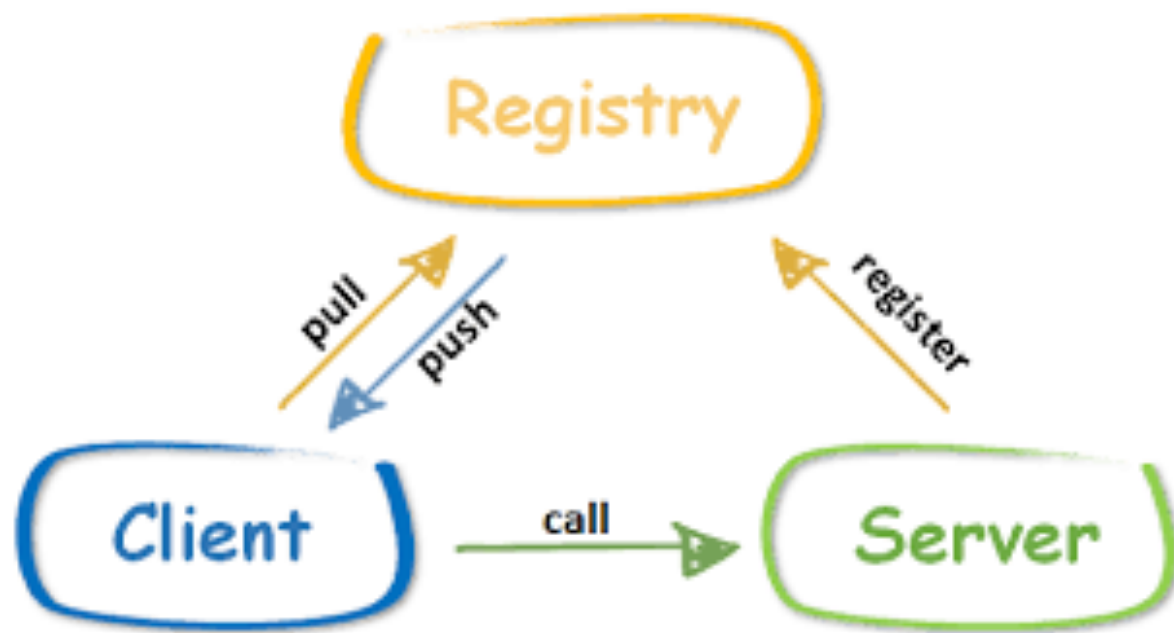 Registry
pull
push
register
Client
call
Server